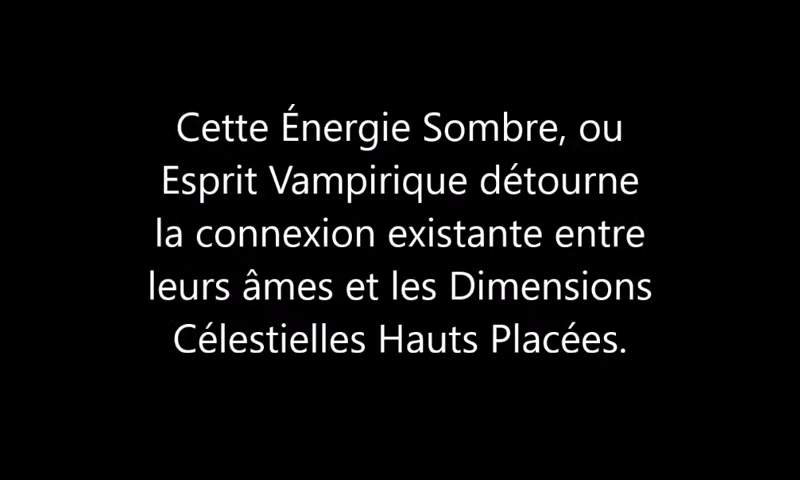 Cette Énergie Sombre, ou
Esprit Vampirique détourne
la connexion existante entre
leurs âmes et les Dimensions
Célestielles Hauts Placées.